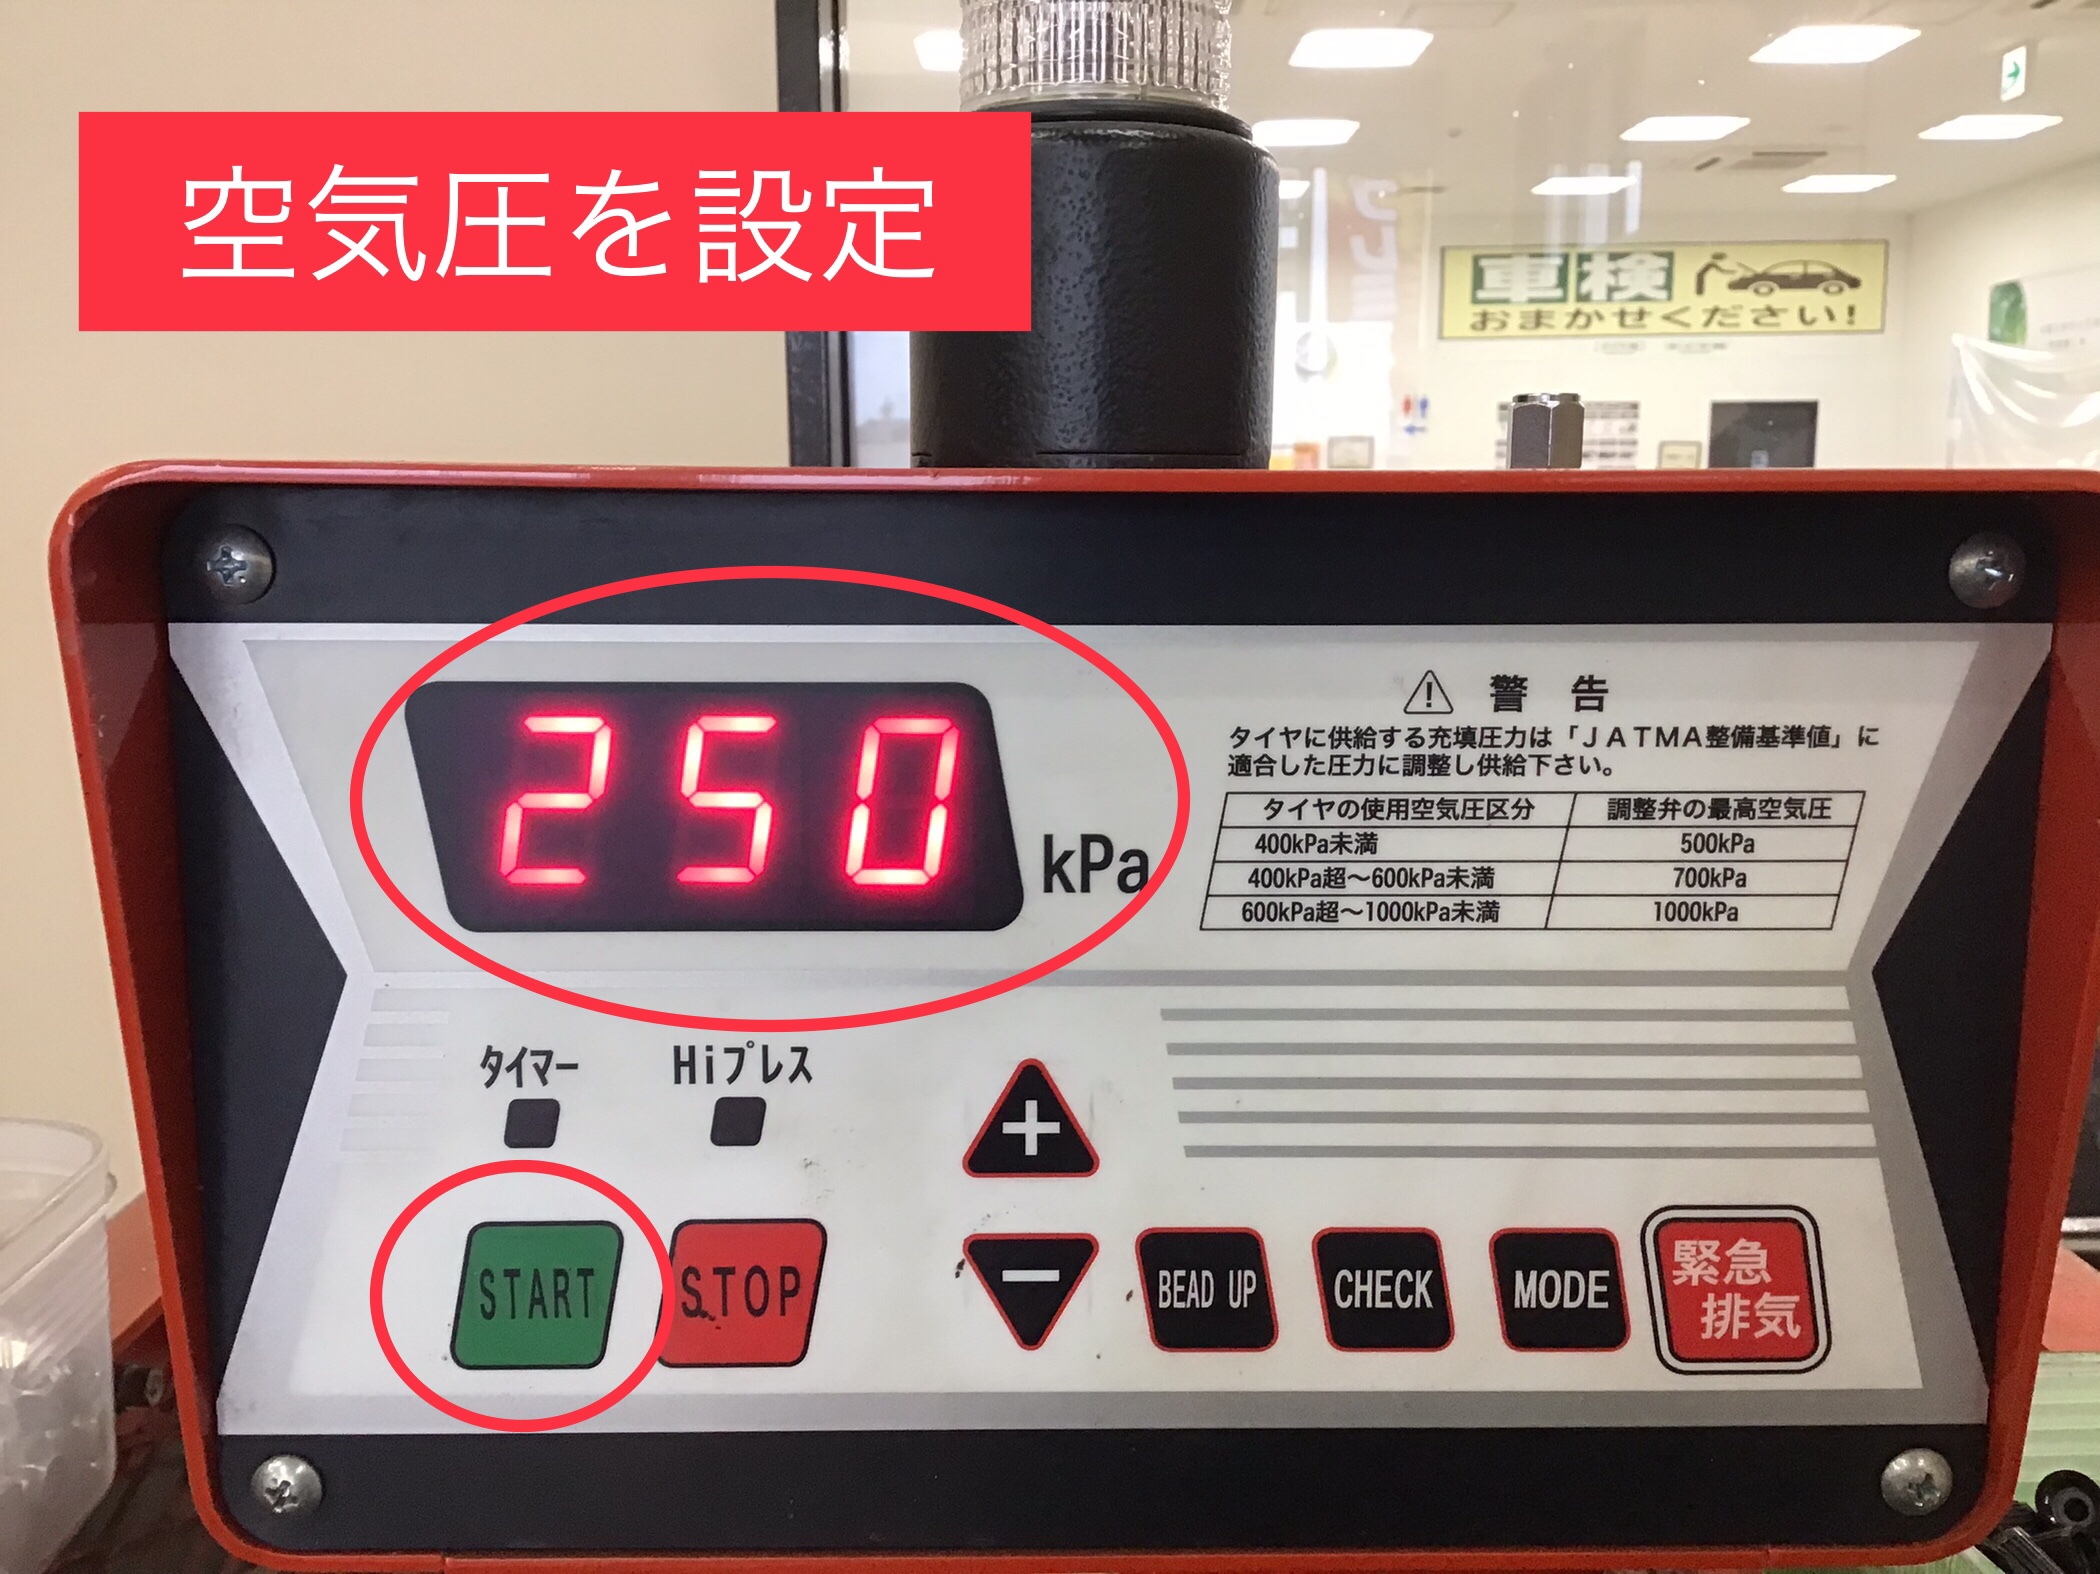 空気圧を設定
車検
おまかせください!
250
kPa
警 告
タイヤに供給する充填圧力は「JATMA整備基準値」に
適合した圧力に調整し供給下さい。
タイヤの使用空気圧区分 調整弁の最高空気圧
400kPa未満 500kPa
400kPa超〜600kPa未満 700kPa
600kPa超〜1000kPa未満 1000kPa
タイマー
Hiプレス
+
START
STOP
−
BEAD UP
CHECK
MODE
緊急
排気